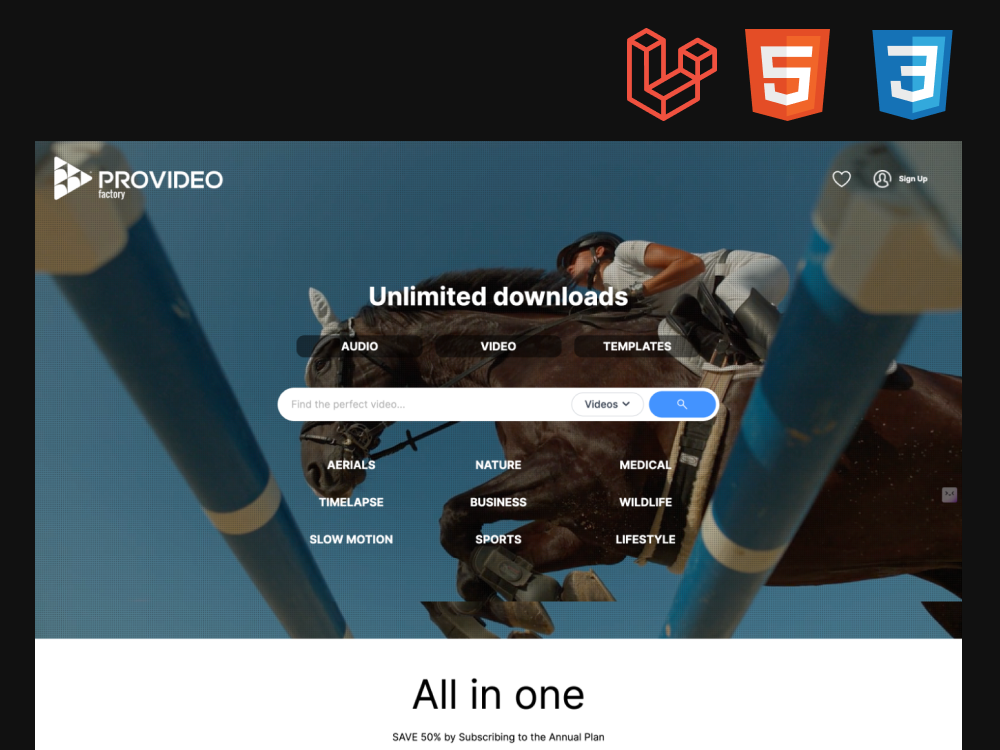 5 3
PROVIDEO
factory
Sign Up
Unlimited downloads
AUDIO VIDEO TEMPLATES
Find the perfect video... Videos
AERIALS NATURE MEDICAL
TIMELAPSE BUSINESS WILDLIFE
SLOW MOTION SPORTS LIFESTYLE
All in one
SAVE 50% by Subscribing to the Annual Plan